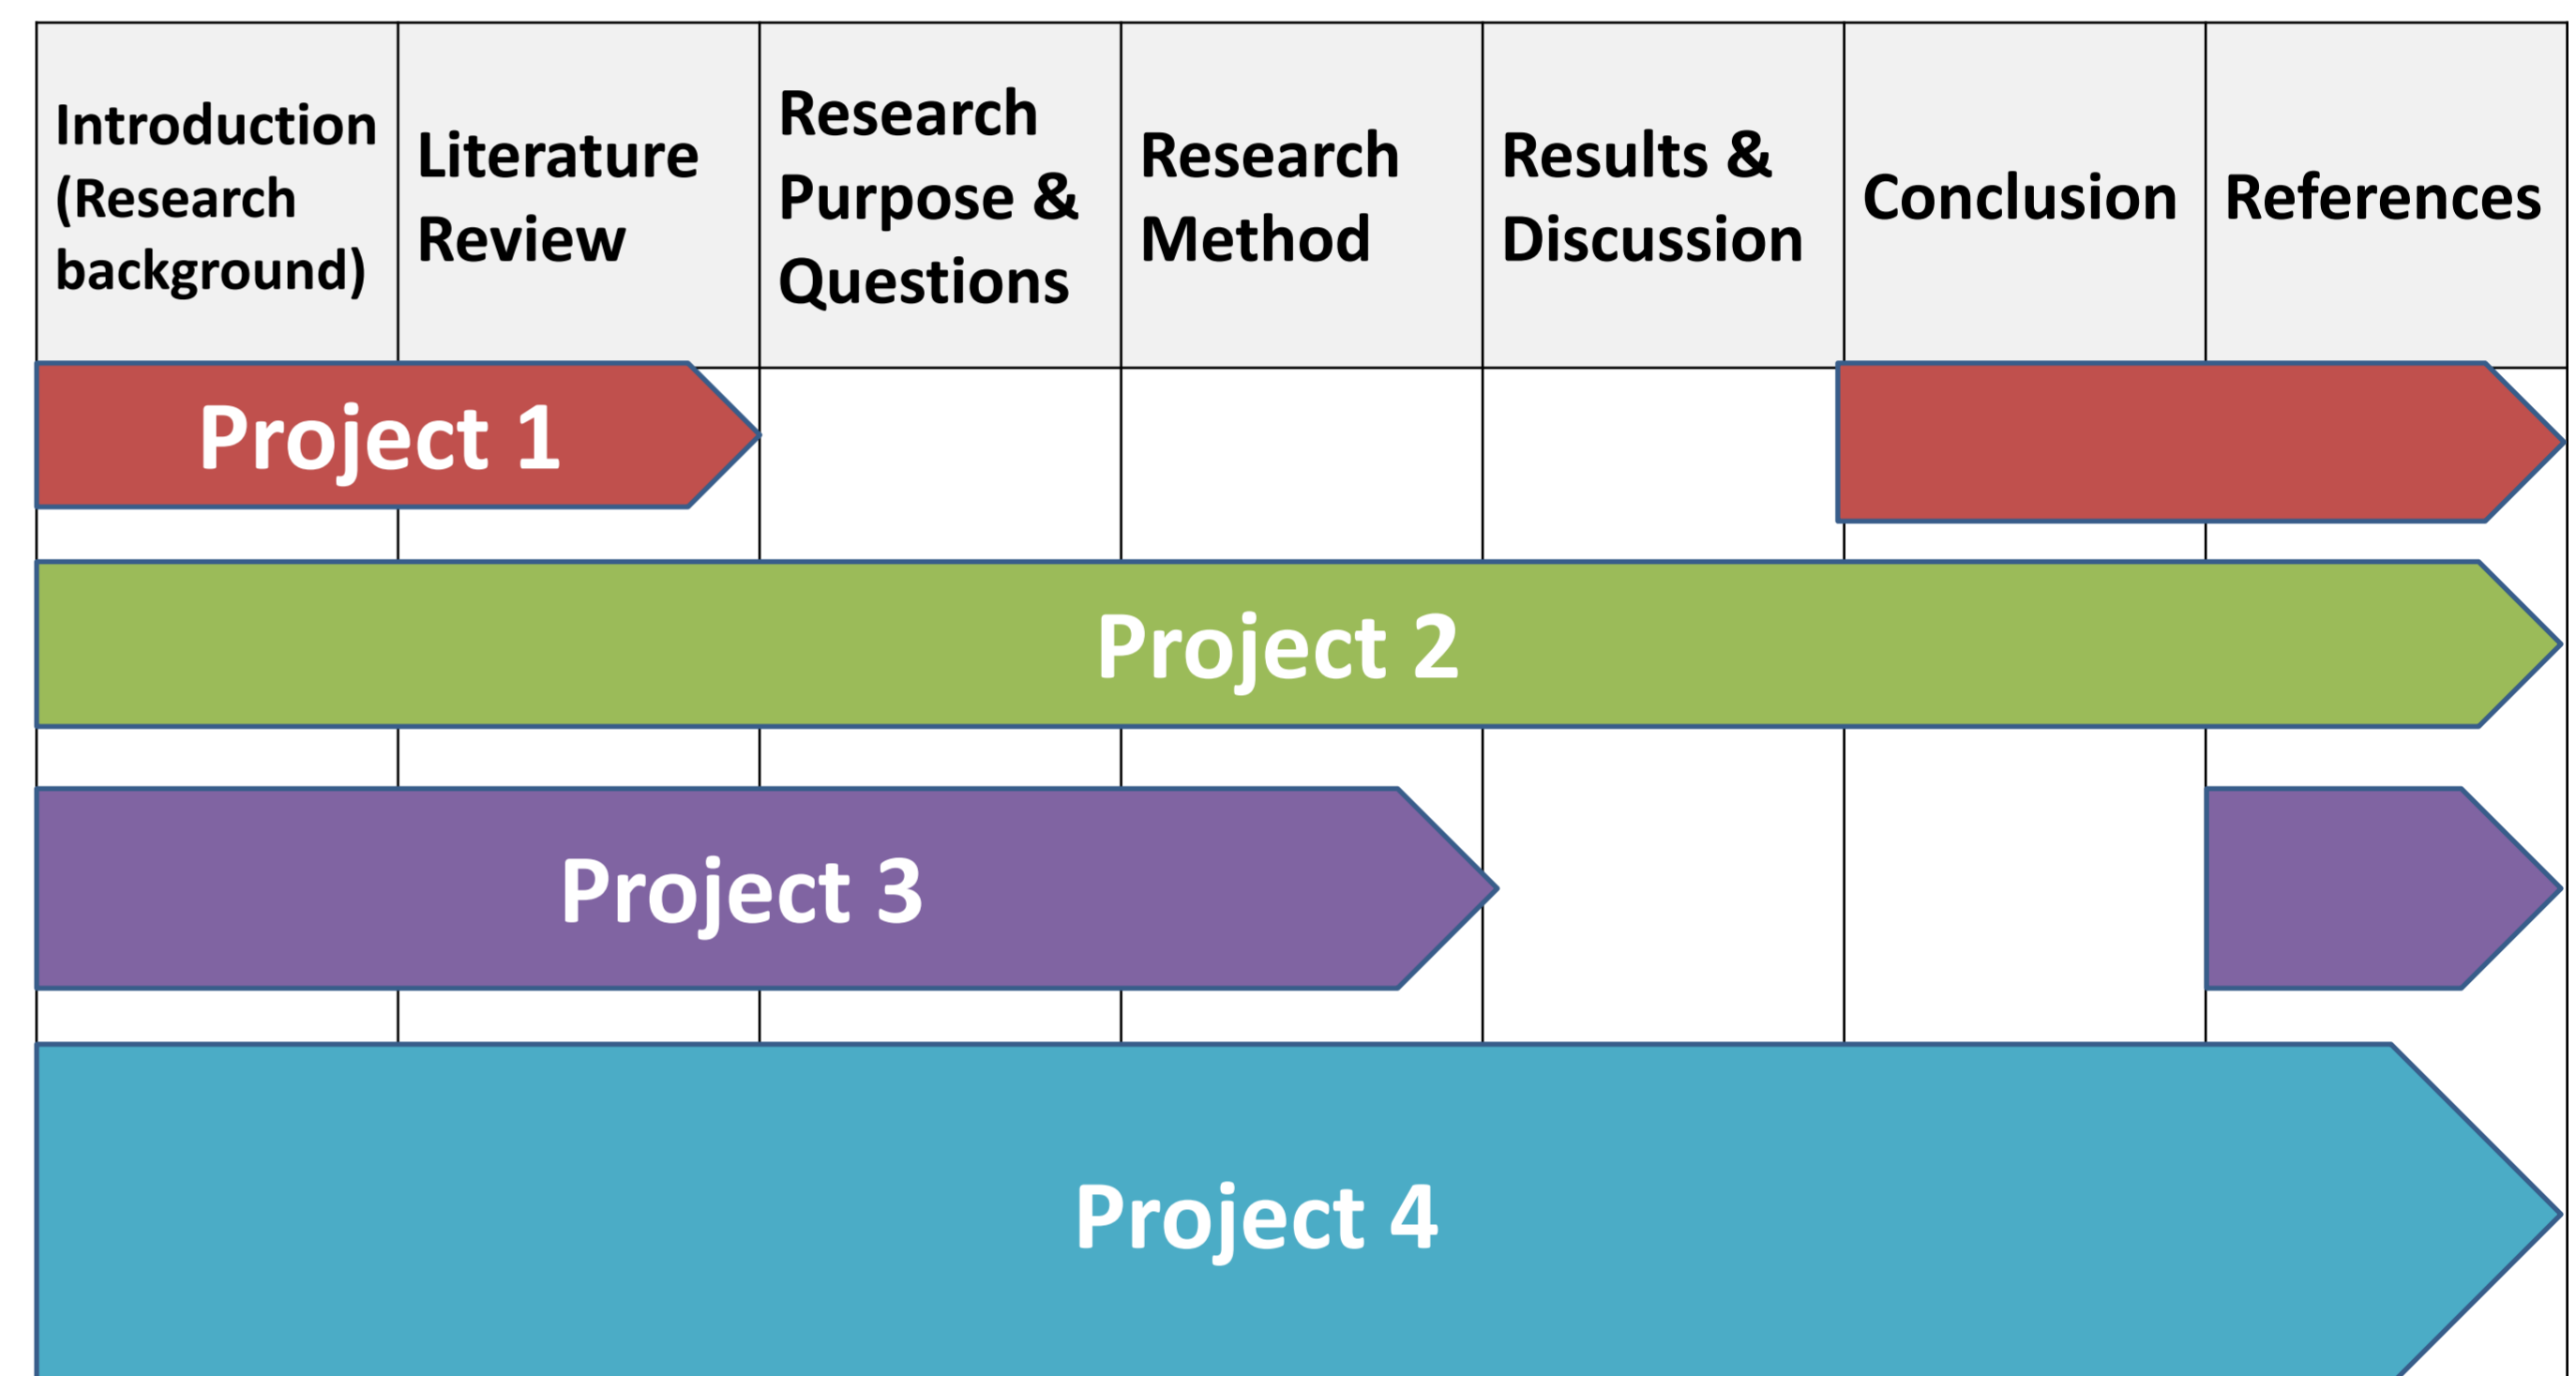 Introduction
(Research
background)
Literature
Review
Research
Purpose &
Questions
Research
Method
Results &
Discussion
Conclusion
References
Project 1
Project 2
Project 3
Project 4